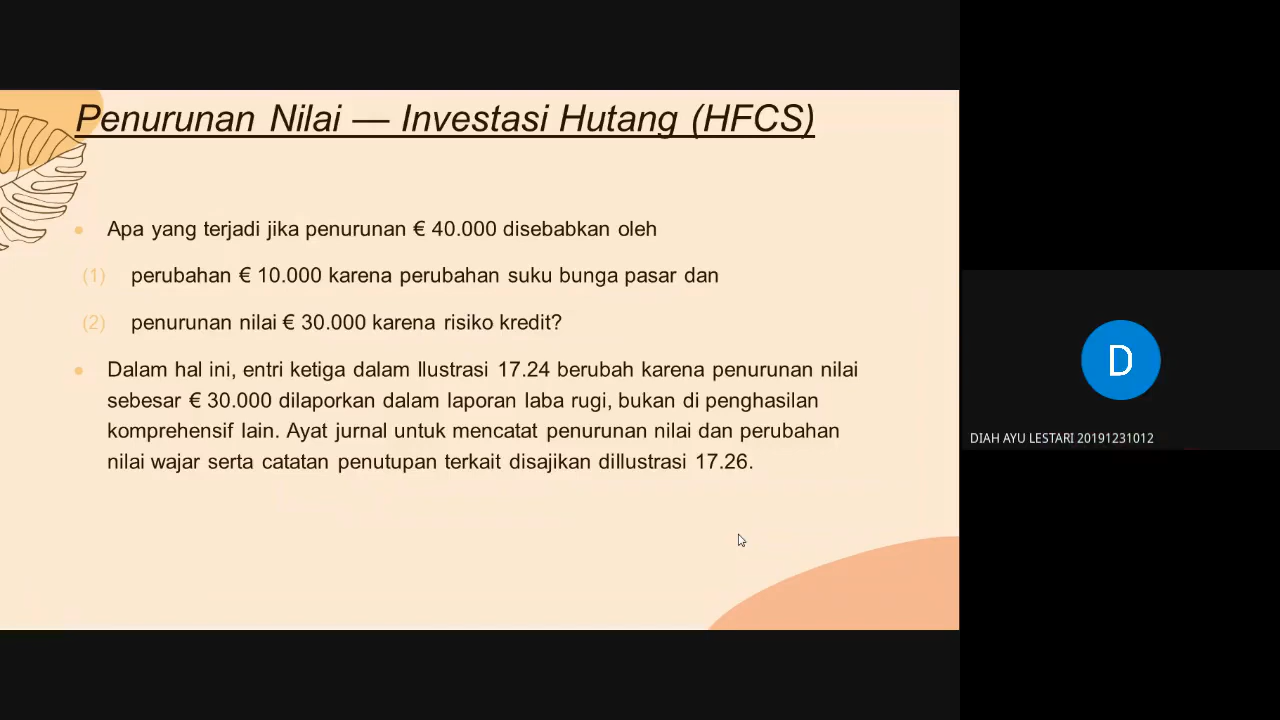 Penurunan Nilai — Investasi Hutang (HFCS)
• Apa yang terjadi jika penurunan € 40.000 disebabkan oleh
(1) perubahan € 10.000 karena perubahan suku bunga pasar dan
(2) penurunan nilai € 30.000 karena risiko kredit?
• Dalam hal ini, entri ketiga dalam Ilustrasi 17.24 berubah karena penurunan nilai
sebesar € 30.000 dilaporkan dalam laporan laba rugi, bukan di penghasilan
komprehensif lain. Ayat jurnal untuk mencatat penurunan nilai dan perubahan
nilai wajar serta catatan penutupan terkait disajikan dillustrasi 17.26.
D
DIAH AYU LESTARI 20191231012